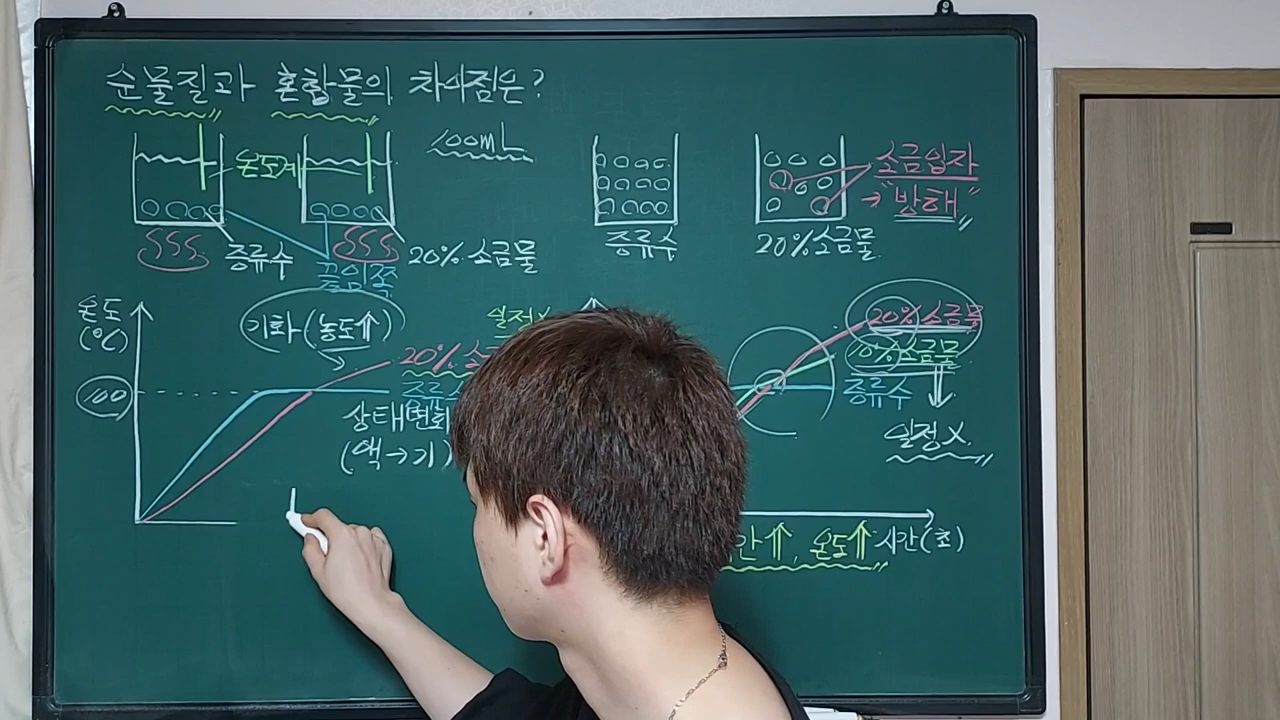 순물질과 혼합물의 차이점은?
온도계
100mL
소금입자
→ "방해"
증류수
끓임쪽
20% 소금물
증류수
20% 소금물
온도
(℃)
기화(농도↑)
일정X
20% 소
증류수
100
상태변화
(액→기)
20% 소금물
10% 소금물
증류수
일정X.
간↑, 온도↑
시간(초)